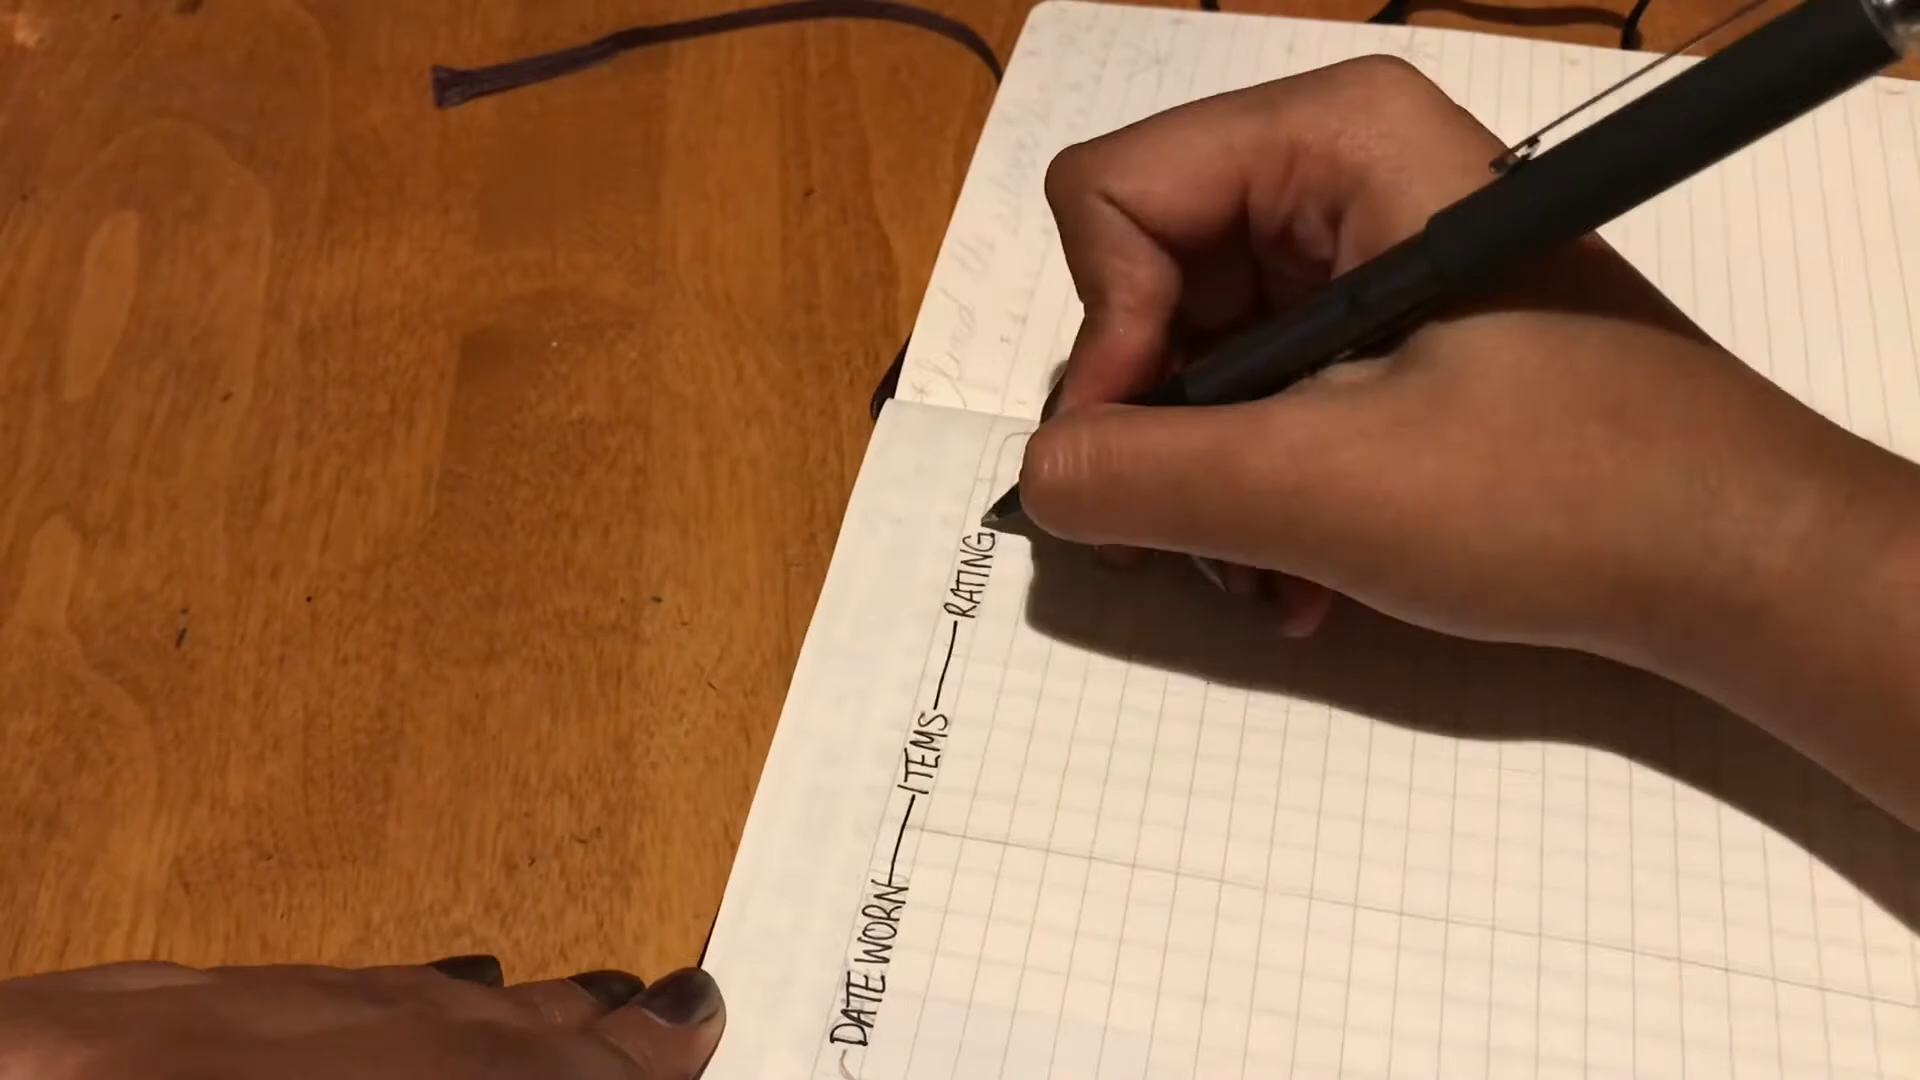 DATE WORN — ITEMS — RATING